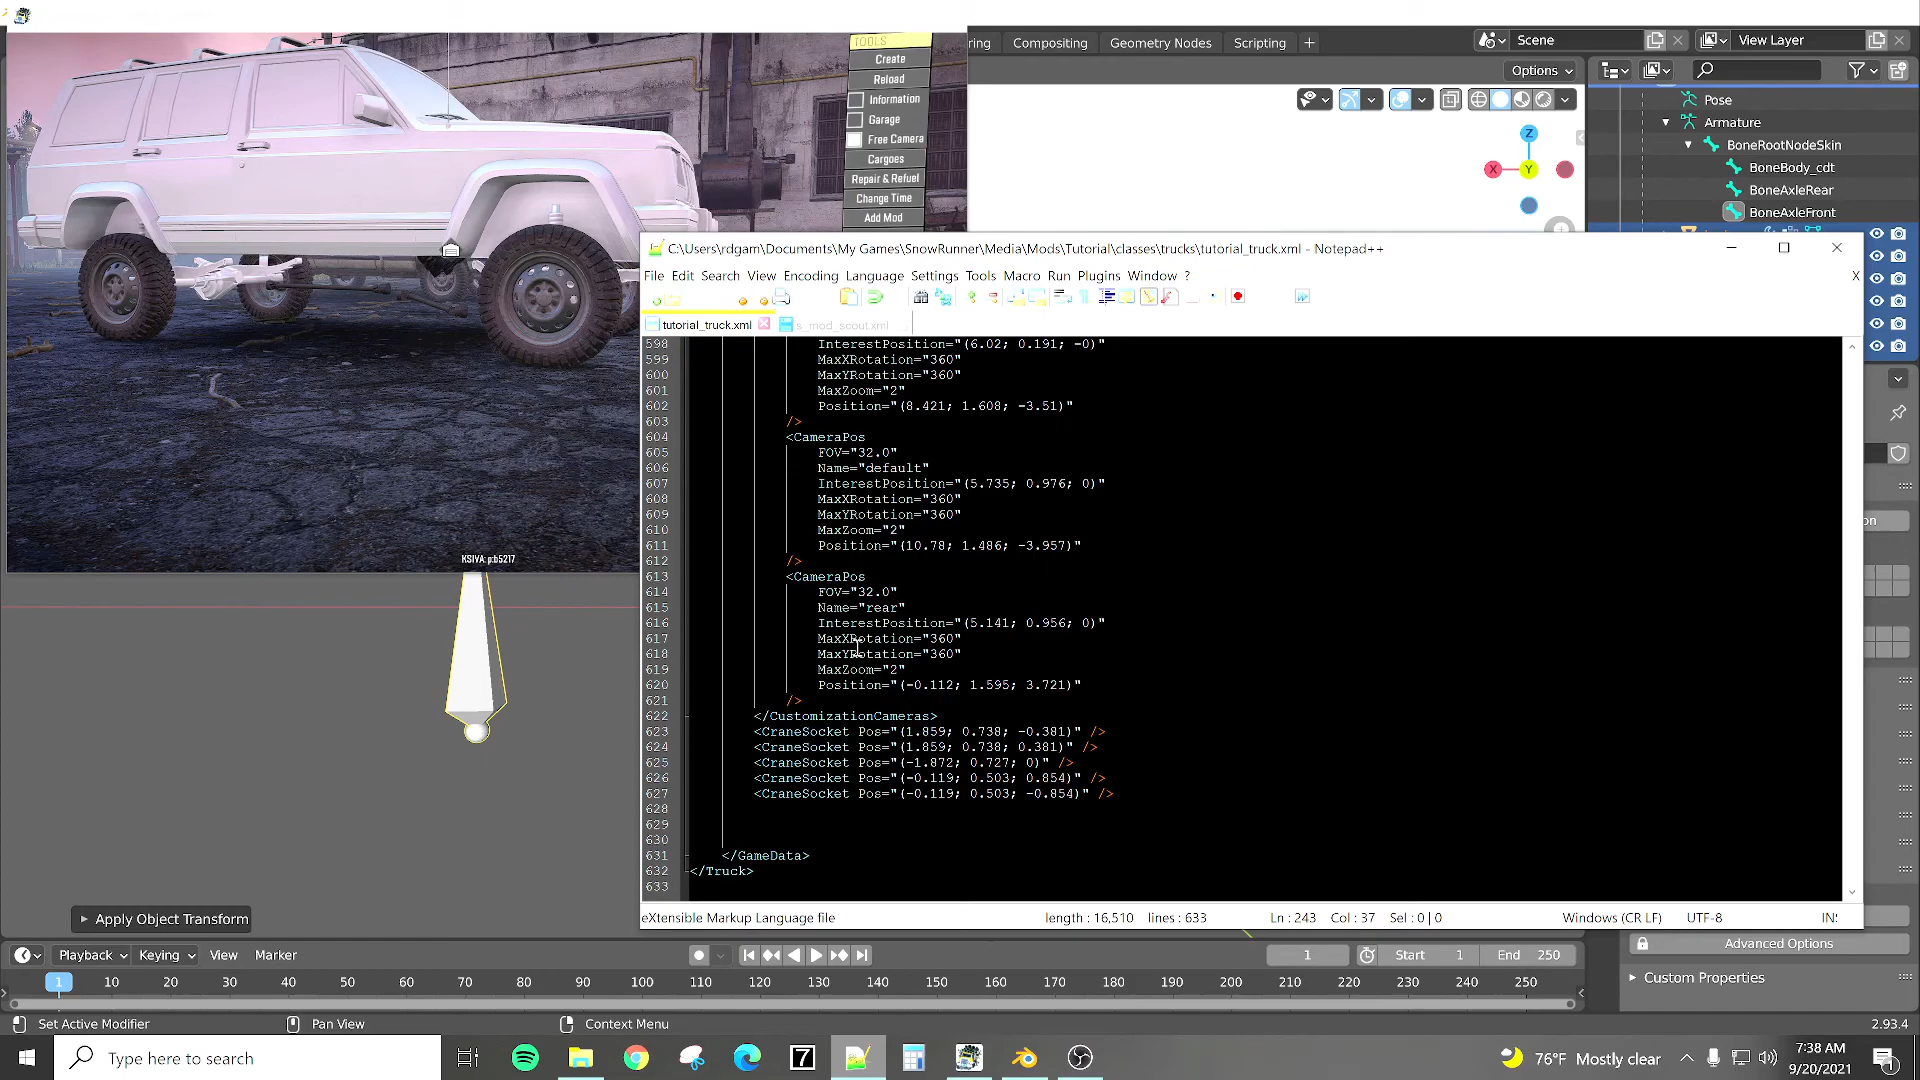 TOOLS
Create
Reload
Information
Garage
Free Camera
Cargoes
Repair & Refuel
Change Time
Add Mod
KSIVA: p:b5217
ring Compositing Geometry Nodes Scripting +
Scene
View Layer
Options
Pose
Armature
BoneRootNodeSkin
BoneBody_cdt
BoneAxleRear
BoneAxleFront
Z
X Y
C:\Users\rdgam\Documents\My Games\SnowRunner\Media\Mods\Tutorial\classes\trucks\tutorial_truck.xml - Notepad++
File Edit Search View Encoding Language Settings Tools Macro Run Plugins Window ? X
tutorial_truck.xml s_mod_scout.xml
598 InterestPosition="(6.02; 0.191; -0)"
599 MaxXRotation="360"
600 MaxYRotation="360"
601 MaxZoom="2"
602 Position="(8.421; 1.608; -3.51)"
603 />
604 <CameraPos
605 FOV="32.0"
606 Name="default"
607 InterestPosition="(5.735; 0.976; 0)"
608 MaxXRotation="360"
609 MaxYRotation="360"
610 MaxZoom="2"
611 Position="(10.78; 1.486; -3.957)"
612 />
613 <CameraPos
614 FOV="32.0"
615 Name="rear"
616 InterestPosition="(5.141; 0.956; 0)"
617 MaxXRotation="360"
618 MaxYRotation="360"
619 MaxZoom="2"
620 Position="(-0.112; 1.595; 3.721)"
621 />
622 </CustomizationCameras>
623 <CraneSocket Pos="(1.859; 0.738; -0.381)" />
624 <CraneSocket Pos="(1.859; 0.738; 0.381)" />
625 <CraneSocket Pos="(-1.872; 0.727; 0)" />
626 <CraneSocket Pos="(-0.119; 0.503; 0.854)" />
627 <CraneSocket Pos="(-0.119; 0.503; -0.854)" />
628
629
630
631 </GameData>
632 </Truck>
633
eXtensible Markup Language file length : 16,510 lines : 633 Ln : 243 Col : 37 Sel : 0 | 0 Windows (CR LF) UTF-8 IN
on
Apply Object Transform
Advanced Options
Custom Properties
Playback Keying View Marker 1 Start 1 End 250
1 10 20 30 40 50 60 70 80 90 100 110 120 130 140 150 160 170 180 190 200 210 220 230 240 250
Set Active Modifier Pan View Context Menu 2.93.4
Type here to search
7
76°F Mostly clear
7:38 AM
9/20/2021
1